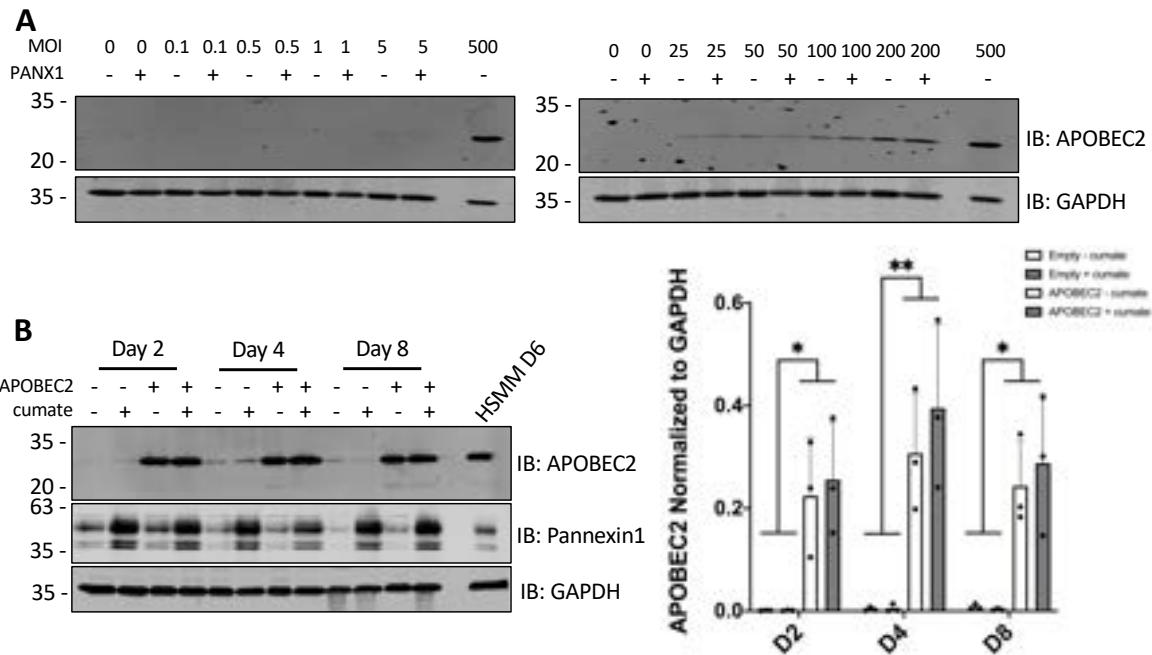 A
MOI 0 0 0.1 0.1 0.5 0.5 1 1 5 5 500
PANX1 - + - + - + - + - + -
35 -
20 -
35 -
0 0 25 25 50 50 100 100 200 200 500
- + - + - + - + - + -
35 -
20 -
35 -
IB: APOBEC2
IB: GAPDH
B
Day 2 Day 4 Day 8 HSMM D6
APOBEC2 - - + + - - + + - - + +
cumate - + - + - + - + - + - +
35 -
20 -
63 -
35 -
35 -
IB: APOBEC2
IB: Pannexin1
IB: GAPDH
APOBEC2 Normalized to GAPDH
0.6
0.4
0.2
0.0
* ** *
D2 D4 D8
Empty - cumate
Empty + cumate
APOBEC2 - cumate
APOBEC2 + cumate